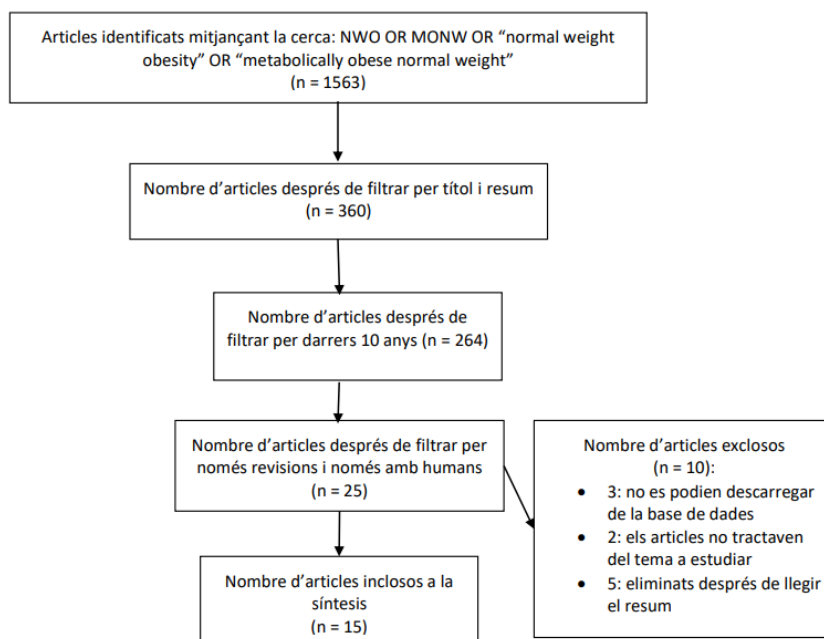 Articles identificats mitjançant la cerca: NWO OR MONW OR “normal weight
obesity” OR “metabolically obese normal weight”
(n = 1563)
Nombre d’articles després de filtrar per títol i resum
(n = 360)
Nombre d’articles després de
filtrar per darrers 10 anys (n = 264)
Nombre d’articles després de filtrar per
només revisions i només amb humans
(n = 25)
Nombre d’articles exclosos
(n = 10):
• 3: no es podien descarregar
de la base de dades
• 2: els articles no tractaven
del tema a estudiar
• 5: eliminats després de llegir
el resum
Nombre d’articles inclosos a la
síntesis
(n = 15)